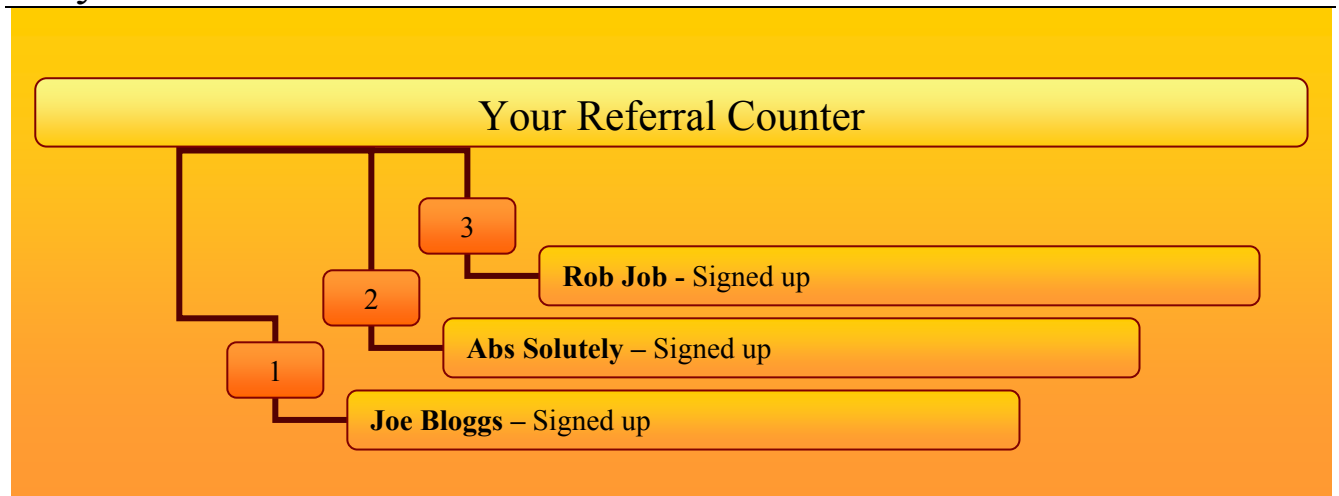 Your Referral Counter
3
Rob Job - Signed up
2
Abs Solutely – Signed up
1
Joe Bloggs – Signed up